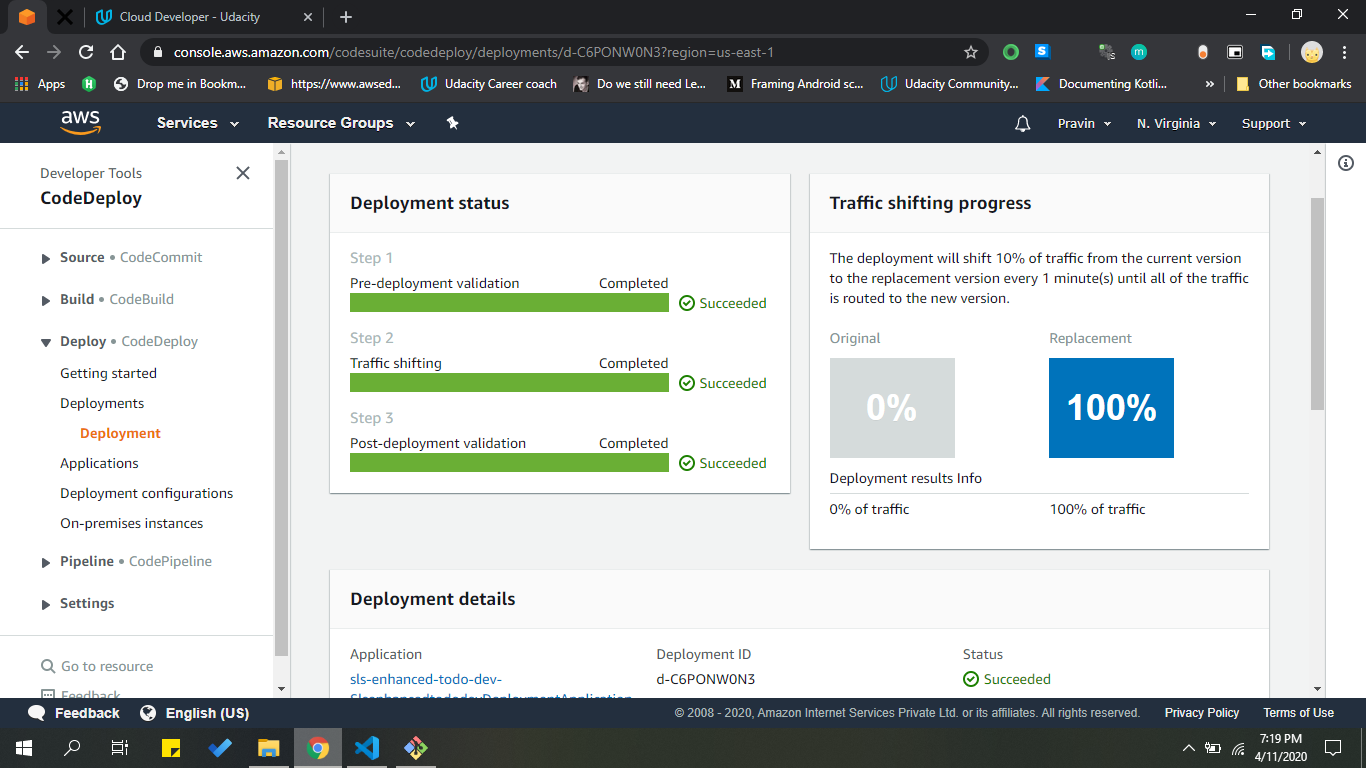 Cloud Developer - Udacity
console.aws.amazon.com/codesuite/codedeploy/deployments/d-C6PONW0N3?region=us-east-1
Apps
Drop me in Bookm...
https://www.awsed...
Udacity Career coach
Do we still need Le...
Framing Android sc...
Udacity Community...
Documenting Kotli...
»
Other bookmarks
aws
Services
Resource Groups
Pravin
N. Virginia
Support
Developer Tools
CodeDeploy
Source • CodeCommit
Build • CodeBuild
Deploy • CodeDeploy
Getting started
Deployments
Deployment
Applications
Deployment configurations
On-premises instances
Pipeline • CodePipeline
Settings
Go to resource
Feedback
Deployment status
Step 1
Pre-deployment validation Completed
Succeeded
Step 2
Traffic shifting Completed
Succeeded
Step 3
Post-deployment validation Completed
Succeeded
Traffic shifting progress
The deployment will shift 10% of traffic from the current version
to the replacement version every 1 minute(s) until all of the traffic
is routed to the new version.
Original Replacement
0% 100%
Deployment results Info
0% of traffic 100% of traffic
Deployment details
Application Deployment ID Status
sls-enhanced-todo-dev- d-C6PONW0N3 Succeeded
Feedback English (US)
© 2008 - 2020, Amazon Internet Services Private Ltd. or its affiliates. All rights reserved. Privacy Policy Terms of Use
7:19 PM
4/11/2020